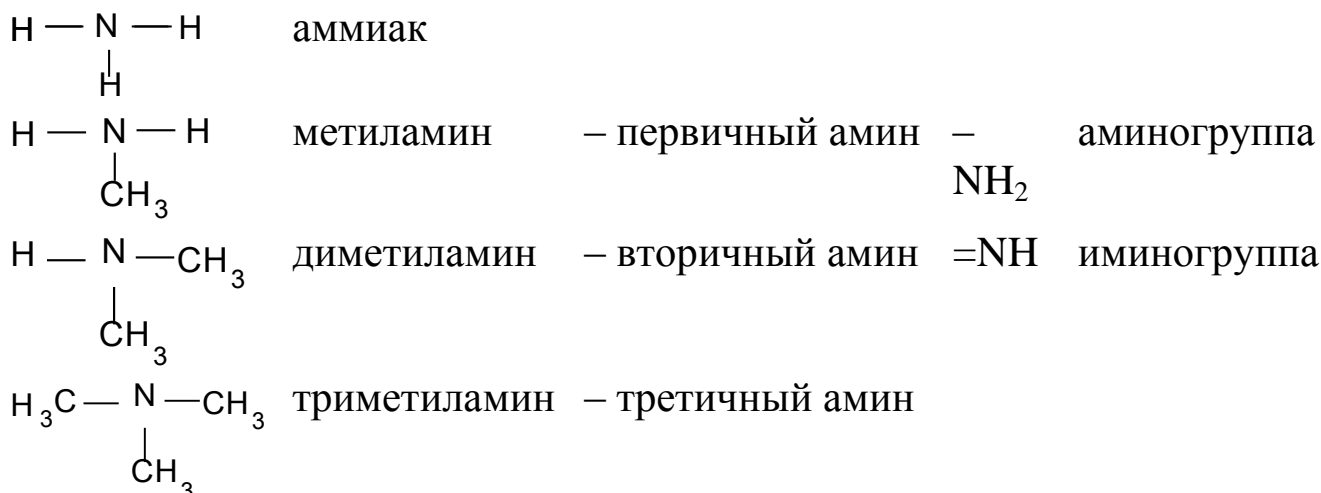 H — N — H аммиак
H
H — N — H метиламин – первичный амин – аминогруппа
CH₃ NH₂
H — N — CH₃ диметиламин – вторичный амин =NH иминогруппа
CH₃
H₃C — N — CH₃ триметиламин – третичный амин
CH₃